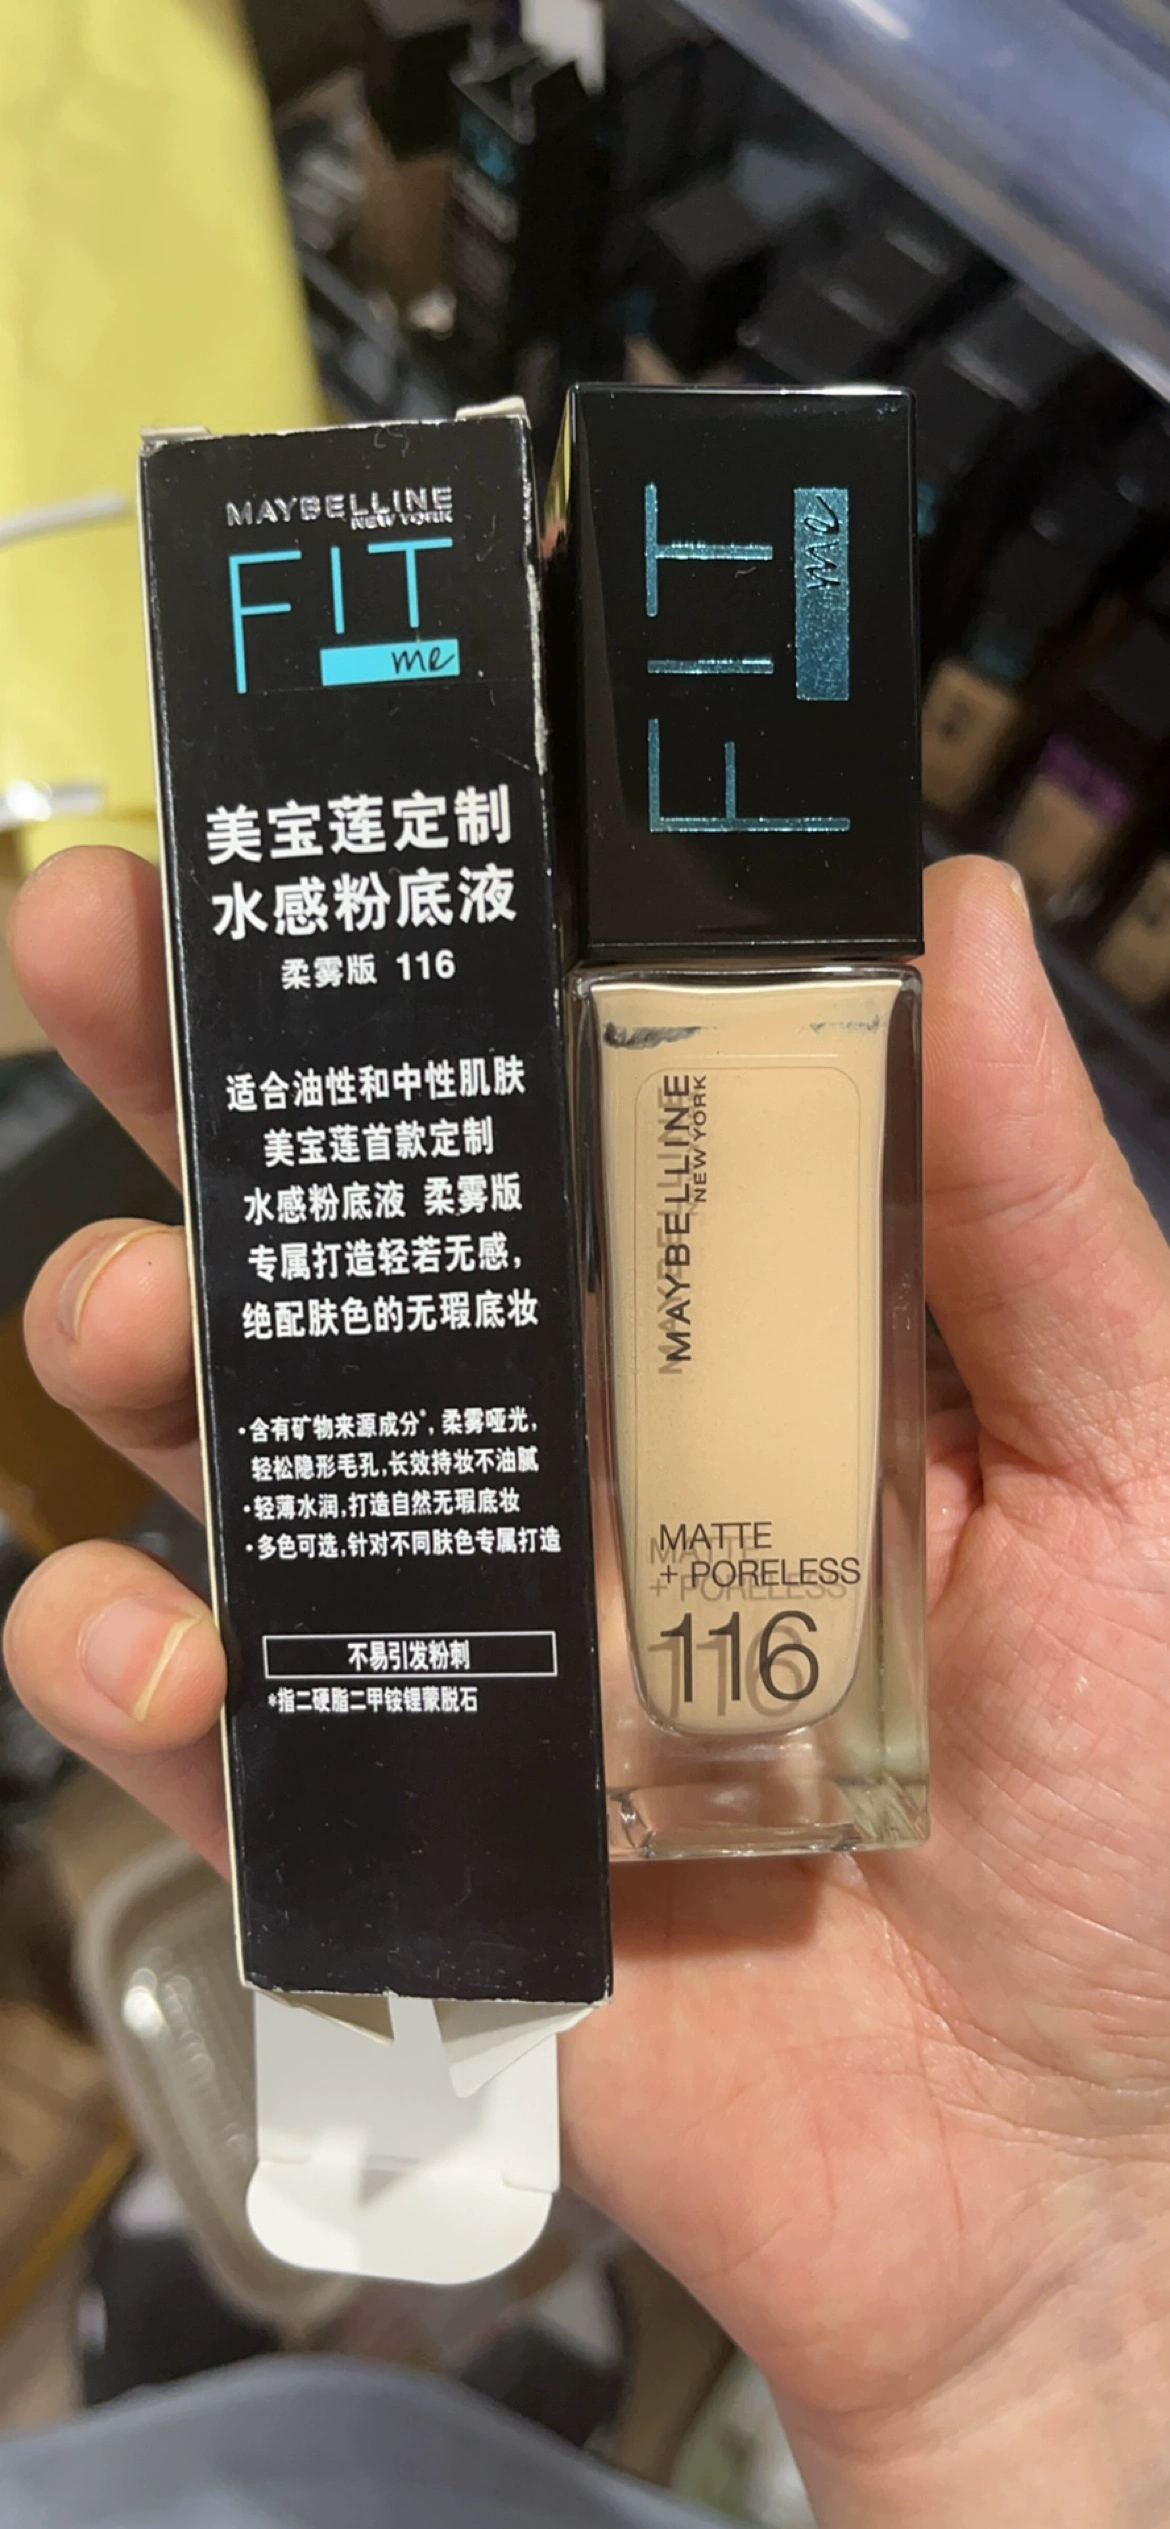 MAYBELLINE
NEW YORK
FIT
me
美宝莲定制
水感粉底液
柔雾版 116
适合油性和中性肌肤
美宝莲首款定制
水感粉底液 柔雾版
专属打造轻若无感,
绝配肤色的无瑕底妆
·含有矿物来源成分*,柔雾哑光,
轻松隐形毛孔,长效持妆不油腻
·轻薄水润,打造自然无瑕底妆
·多色可选,针对不同肤色专属打造
不易引发粉刺
*指二硬脂二甲铵锂蒙脱石
FIT
me
MAYBELLINE
NEW YORK
MATTE
+ PORELESS
116